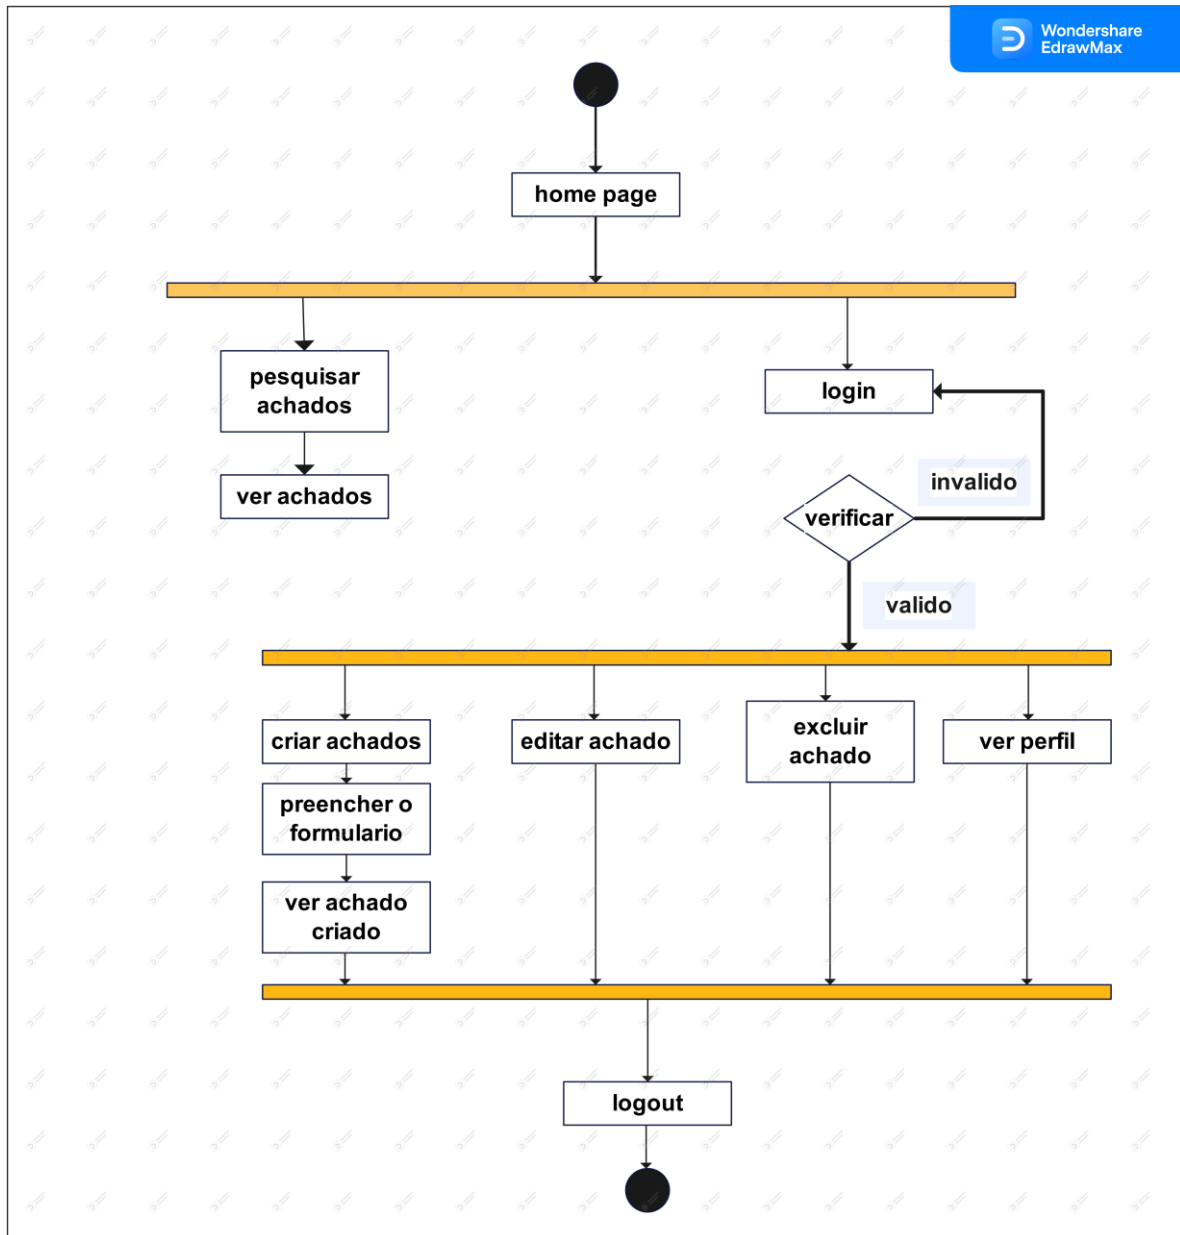 Wondershare
EdrawMax
home page
pesquisar
achados
login
ver achados
invalido
verificar
valido
criar achados
editar achado
excluir
achado
ver perfil
preencher o
formulario
ver achado
criado
logout